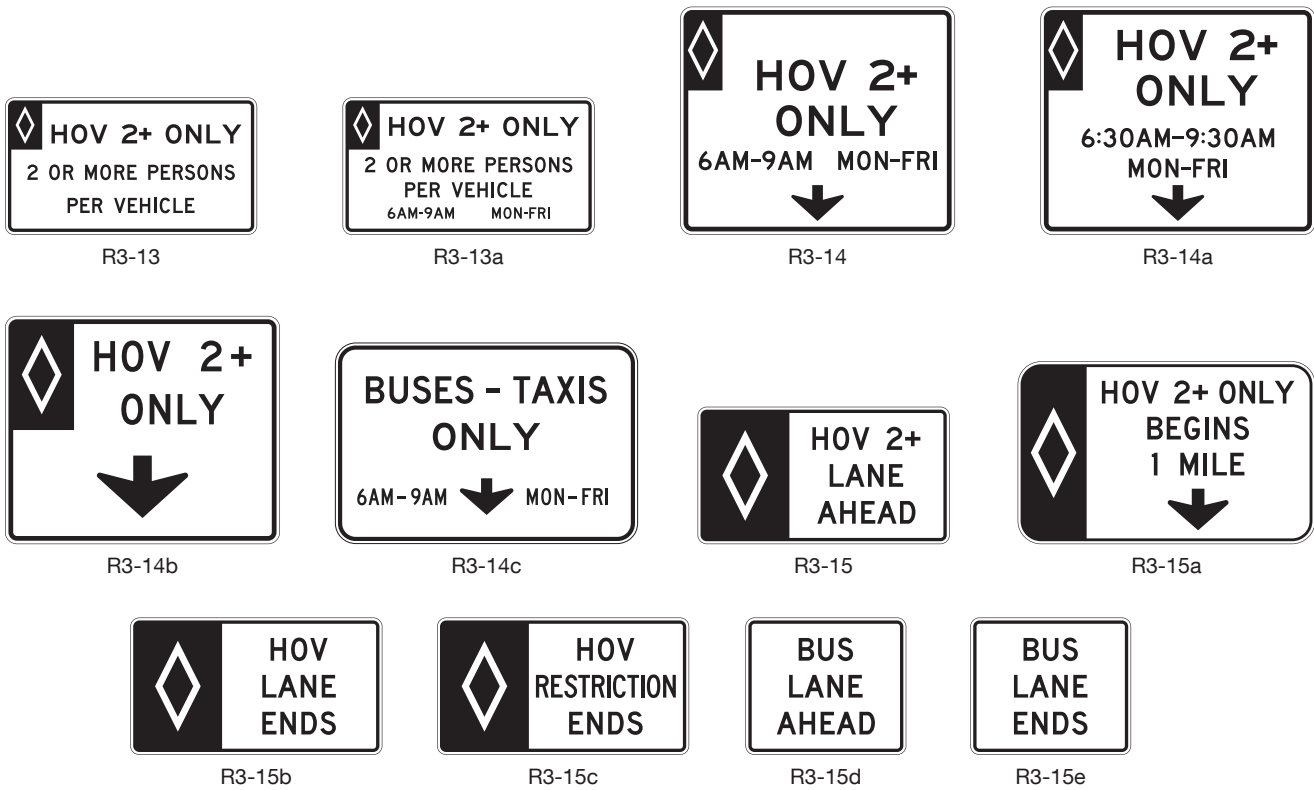 HOV 2+ ONLY
2 OR MORE PERSONS
PER VEHICLE
R3-13
HOV 2+ ONLY
2 OR MORE PERSONS
PER VEHICLE
6AM-9AM MON-FRI
R3-13a
HOV 2+
ONLY
6AM-9AM MON-FRI
R3-14
HOV 2+
ONLY
6:30AM-9:30AM
MON-FRI
R3-14a
HOV 2+
ONLY
R3-14b
BUSES - TAXIS
ONLY
6AM-9AM MON-FRI
R3-14c
HOV 2+
LANE
AHEAD
R3-15
HOV 2+ ONLY
BEGINS
1 MILE
R3-15a
HOV
LANE
ENDS
R3-15b
HOV
RESTRICTION
ENDS
R3-15c
BUS
LANE
AHEAD
R3-15d
BUS
LANE
ENDS
R3-15e